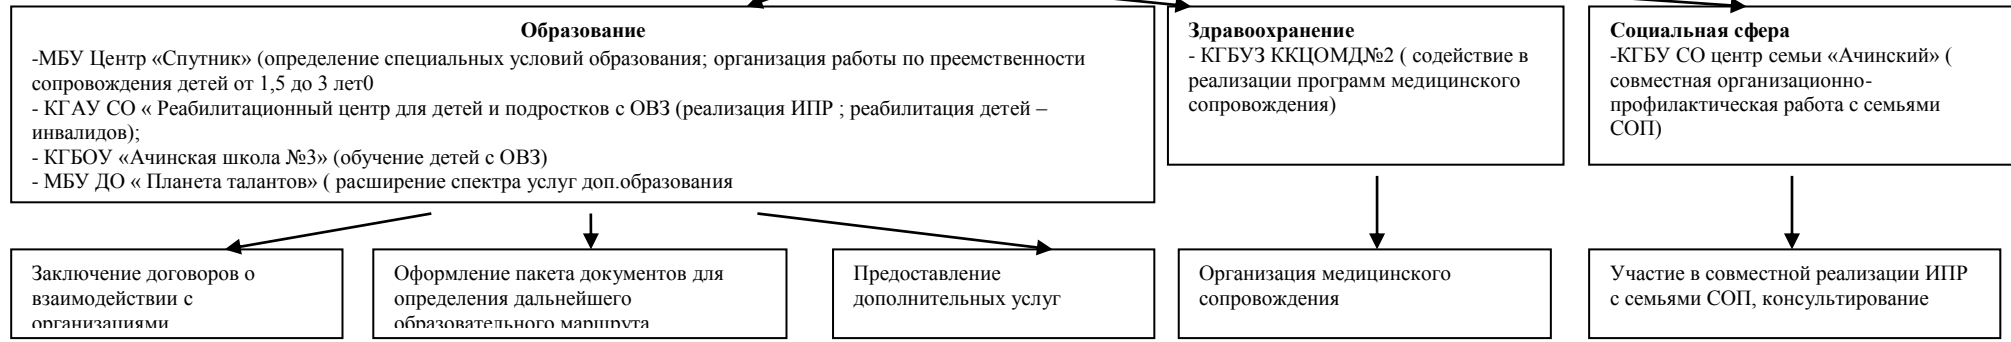 Образование
-МБУ Центр «Спутник» (определение специальных условий образования; организация работы по преемственности
сопровождения детей от 1,5 до 3 лет0
- КГАУ СО « Реабилитационный центр для детей и подростков с ОВЗ (реализация ИПР ; реабилитация детей –
инвалидов);
- КГБОУ «Ачинская школа №3» (обучение детей с ОВЗ)
- МБУ ДО « Планета талантов» ( расширение спектра услуг доп.образования
Здравоохранение
- КГБУЗ ККЦОМД№2 ( содействие в
реализации программ медицинского
сопровождения)
Социальная сфера
-КГБУ СО центр семьи «Ачинский» (
совместная организационно-
профилактическая работа с семьями
СОП)
Заключение договоров о
взаимодействии с
организациями
Оформление пакета документов для
определения дальнейшего
образовательного маршрута
Предоставление
дополнительных услуг
Организация медицинского
сопровождения
Участие в совместной реализации ИПР
с семьями СОП, консультирование